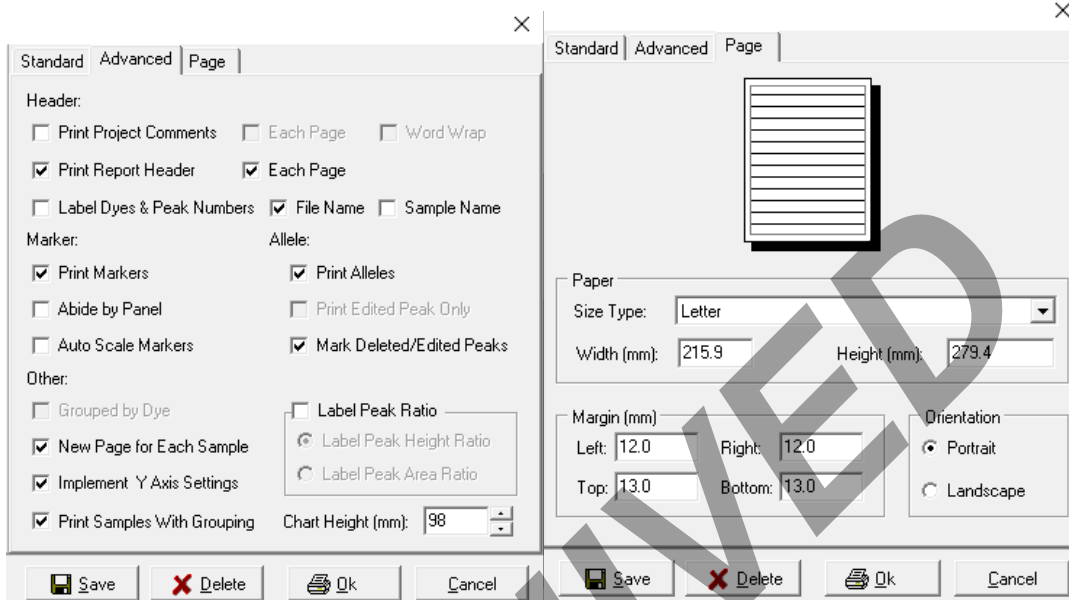 Standard Advanced Page
Header:
Print Project Comments Each Page Word Wrap
Print Report Header Each Page
Label Dyes & Peak Numbers File Name Sample Name
Marker: Allele:
Print Markers Print Alleles
Abide by Panel Print Edited Peak Only
Auto Scale Markers Mark Deleted/Edited Peaks
Other:
Grouped by Dye Label Peak Ratio
New Page for Each Sample Label Peak Height Ratio
Implement Y Axis Settings Label Peak Area Ratio
Print Samples With Grouping Chart Height (mm): 98
Save Delete Ok Cancel
Standard Advanced Page
Paper
Size Type: Letter
Width (mm): 215.9 Height (mm): 279.4
Margin (mm) Orientation
Left: 12.0 Right: 12.0 Portrait
Top: 13.0 Bottom: 13.0 Landscape
Save Delete Ok Cancel